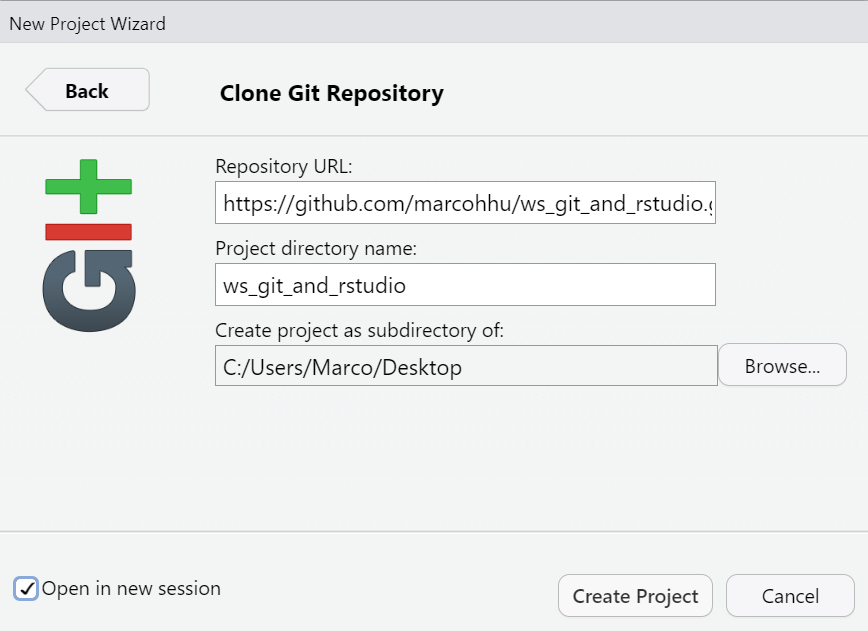 New Project Wizard
Back
Clone Git Repository
Git
Repository URL:
https://github.com/marcohhu/ws_git_and_rstudio.g
Project directory name:
ws_git_and_rstudio
Create project as subdirectory of:
C:/Users/Marco/Desktop
Browse...
Open in new session
Create Project
Cancel